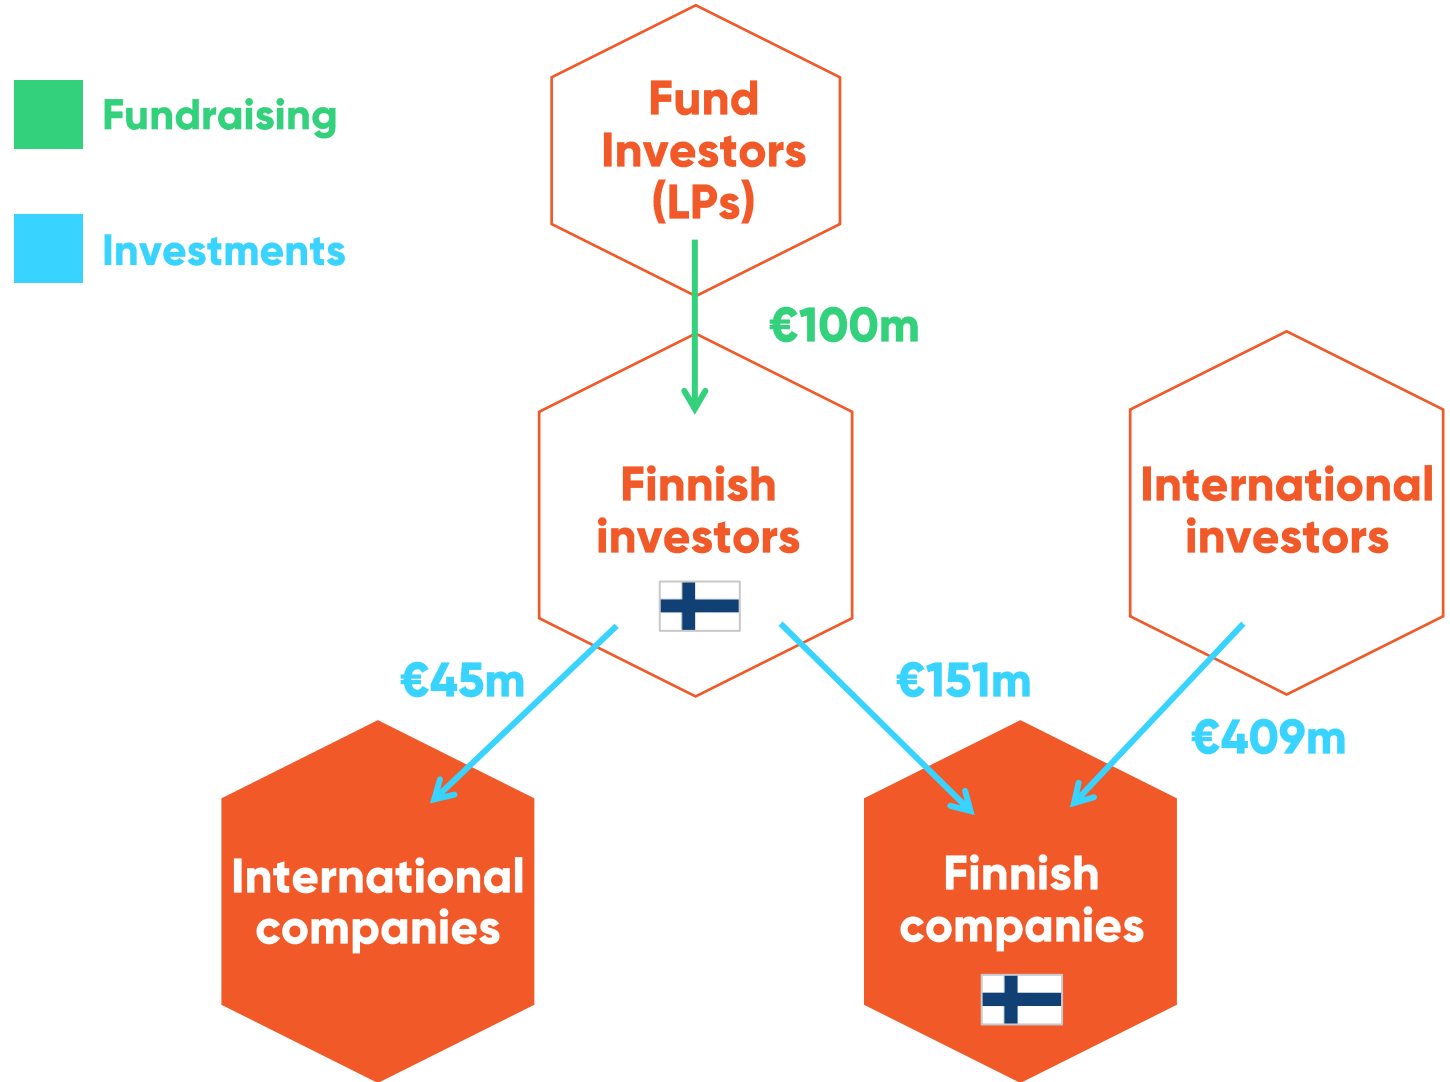 Fundraising
Investments
Fund
Investors
(LPs)
€100m
Finnish
investors
International
investors
€45m
€151m
€409m
International
companies
Finnish
companies